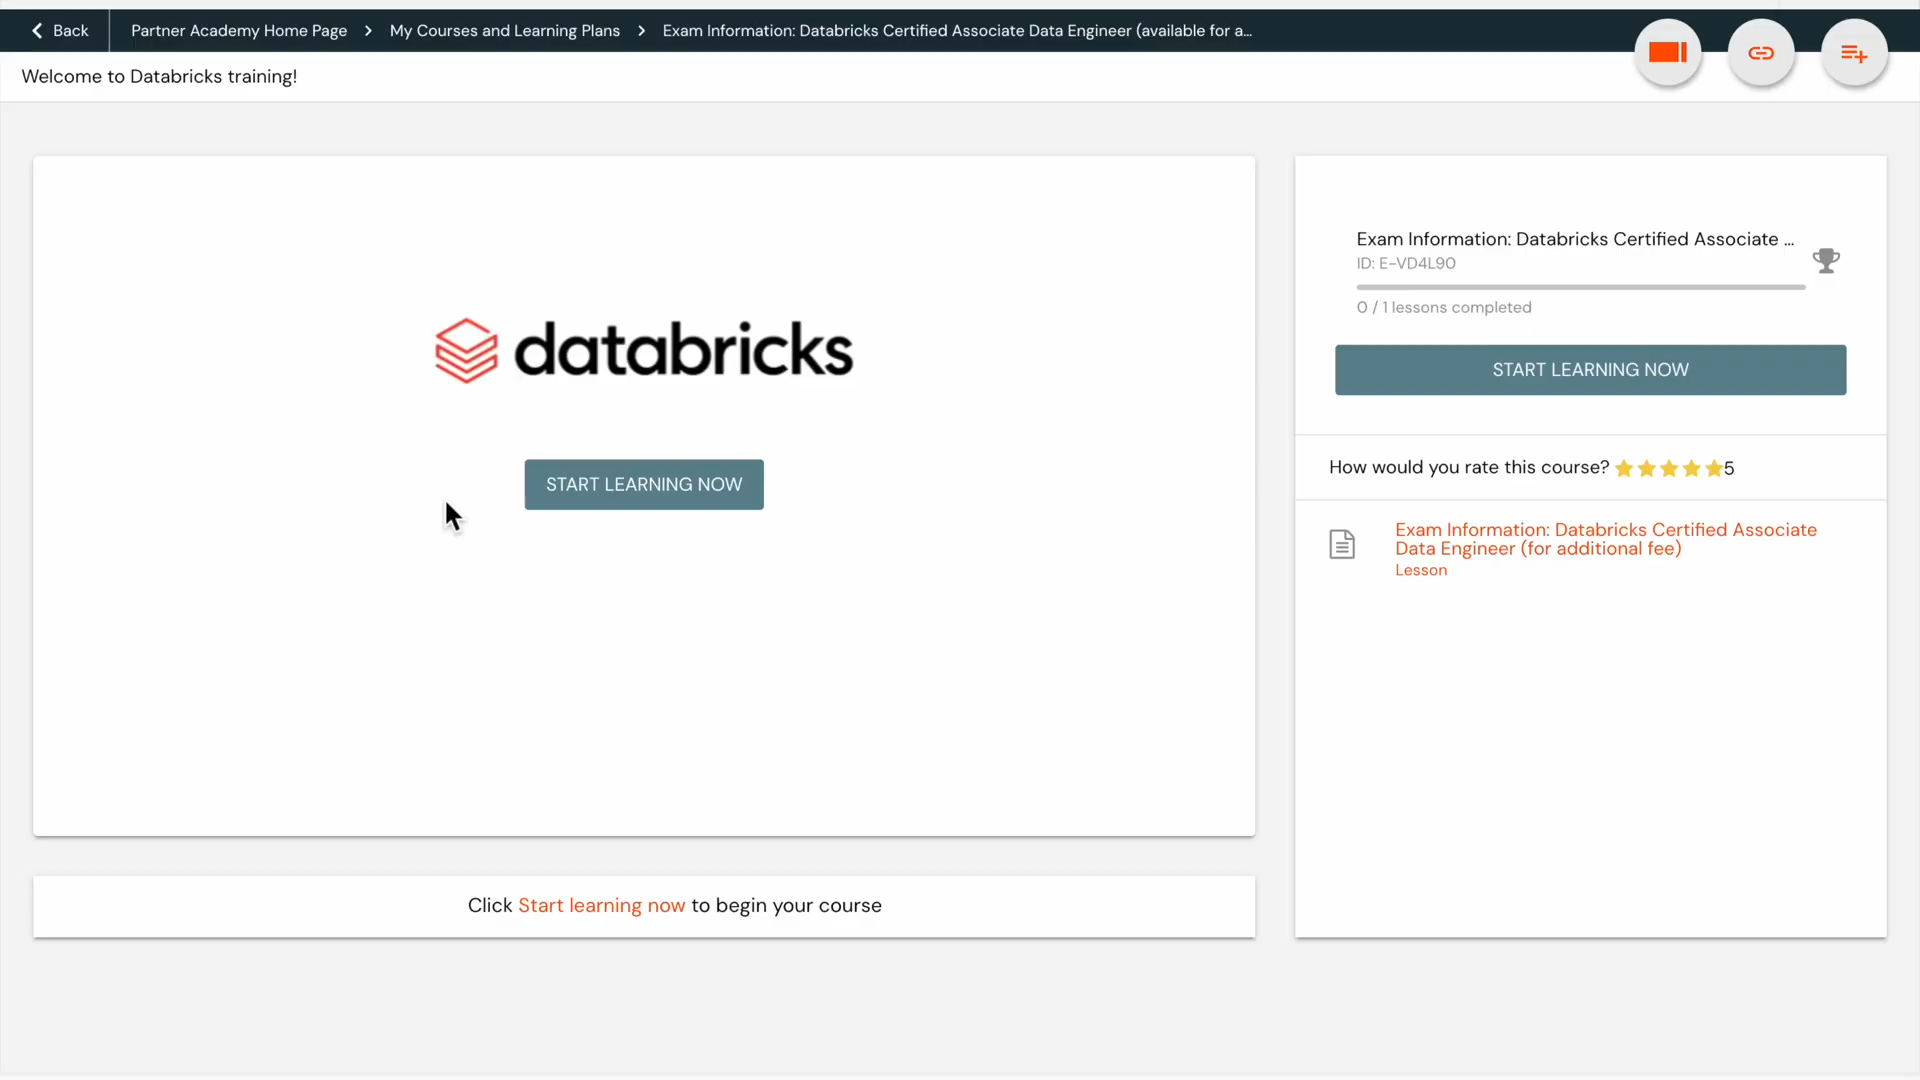 Back
Partner Academy Home Page
My Courses and Learning Plans
Exam Information: Databricks Certified Associate Data Engineer (available for a...
Welcome to Databricks training!
databricks
START LEARNING NOW
Click Start learning now to begin your course
Exam Information: Databricks Certified Associate ...
ID: E-VD4L90
0 / 1 lessons completed
START LEARNING NOW
How would you rate this course? 5
Exam Information: Databricks Certified Associate
Data Engineer (for additional fee)
Lesson